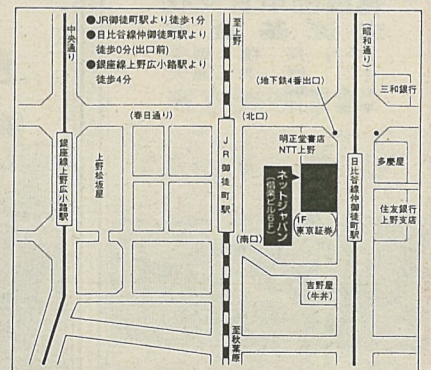 ●JR御徒町駅より徒歩1分
●日比谷線仲御徒町駅より
徒歩0分(出口前)
●銀座線上野広小路駅より
徒歩4分
中央通り
至上野
(昭和通り)
(地下鉄4番出口)
三和銀行
(春日通り)
(北口)
JR御徒町駅
明正堂書店
NTT上野
銀座線上野広小路駅
上野松坂屋
ネットジャパン
(偕楽ビル6F)
日比谷線仲御徒町駅
多慶屋
住友銀行
上野支店
1F
東京証券
(南口)
吉野屋
(牛丼)
至秋葉原